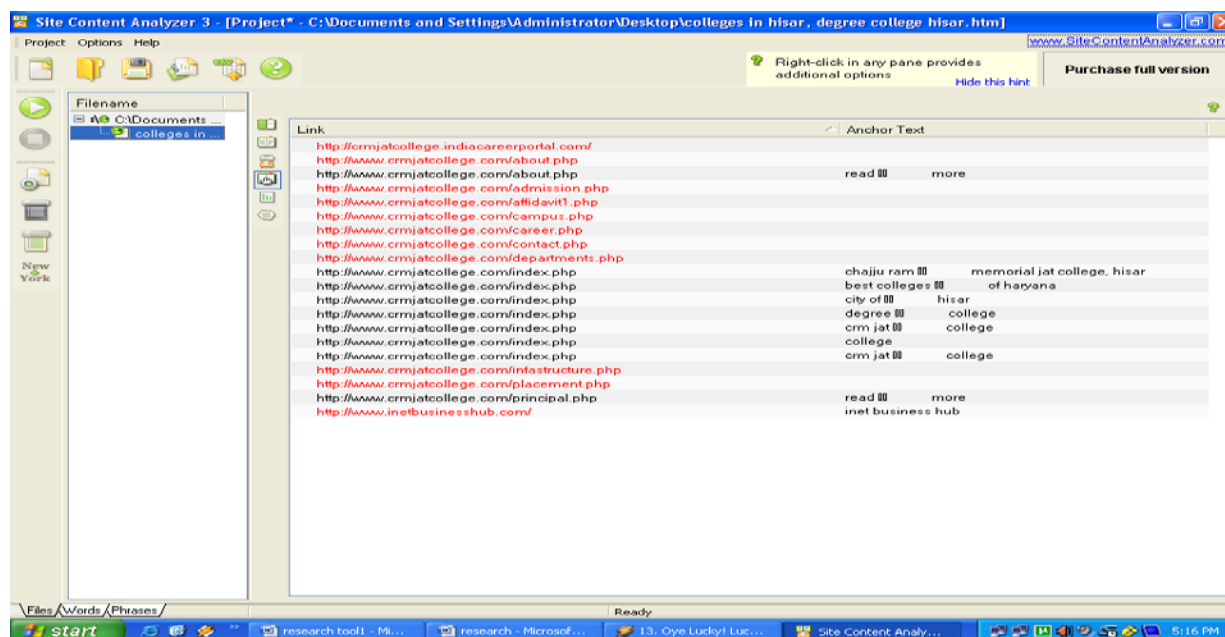 Site Content Analyzer 3 - [Project* - C:\Documents and Settings\Administrator\Desktop\colleges in hisar, degree college hisar.htm]
Project Options Help
www.SiteContentAnalyzer.com
Right-click in any pane provides
additional options
Hide this hint
Purchase full version
Filename
C:\Documents ...
colleges in ...
New
York
Link Anchor Text
http://crmjatcollege.indiacareerportal.com/
http://www.crmjatcollege.com/about.php
http://www.crmjatcollege.com/about.php read more
http://www.crmjatcollege.com/admission.php
http://www.crmjatcollege.com/affidavit1.php
http://www.crmjatcollege.com/campus.php
http://www.crmjatcollege.com/career.php
http://www.crmjatcollege.com/contact.php
http://www.crmjatcollege.com/departments.php
http://www.crmjatcollege.com/index.php chajju ram memorial jat college, hisar
http://www.crmjatcollege.com/index.php best colleges of haryana
http://www.crmjatcollege.com/index.php city of hisar
http://www.crmjatcollege.com/index.php degree college
http://www.crmjatcollege.com/index.php crm jat college
http://www.crmjatcollege.com/index.php college
http://www.crmjatcollege.com/index.php crm jat college
http://www.crmjatcollege.com/infastructure.php
http://www.crmjatcollege.com/placement.php
http://www.crmjatcollege.com/principal.php read more
http://www.inetbusinesshub.com/ inet business hub
Files Words Phrases
Ready
start research tool1 - Mi... research - Microsof... 13. Oye Lucky! Luc... Site Content Analy... 5:16 PM